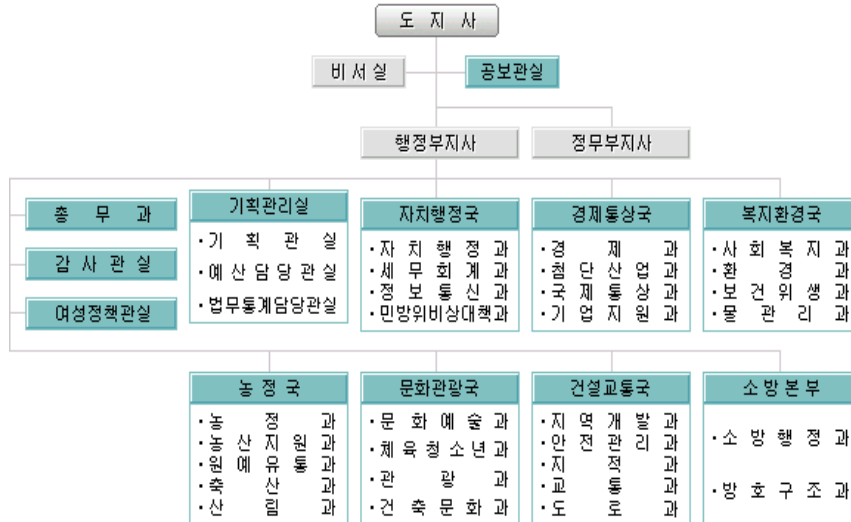 도 지 사
비 서 실
공보관실
행정부지사
정무부지사
총 무 과
감 사 관 실
여성정책관실
기획관리실
·기 획 관 실
·예 산 담 당 관 실
·법무통계담당관실
자치행정국
·자 치 행 정 과
·세 무 회 계 과
·정 보 통 신 과
·민방위비상대책과
경제통상국
·경 제 과
·첨 단 산 업 과
·국 제 통 상 과
·기 업 지 원 과
복지환경국
·사 회 복 지 과
·환 경 과
·보 건 위 생 과
·물 관 리 과
농 정 국
·농 정 과
·농 산 지 원 과
·원 예 유 통 과
·축 산 과
·산 림 과
문화관광국
·문 화 예 술 과
·체 육 청 소 년 과
·관 광 과
·건 축 문 화 과
건설교통국
·지 역 개 발 과
·안 전 관 리 과
·지 적 과
·교 통 과
·도 로 과
소 방 본 부
·소 방 행 정 과
·방 호 구 조 과